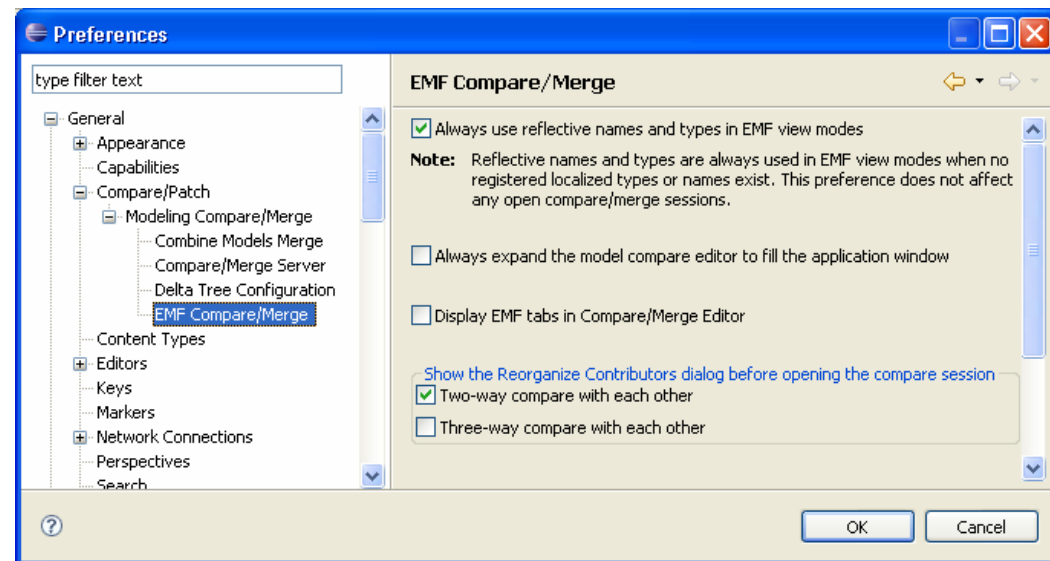 Preferences
type filter text
General
Appearance
Capabilities
Compare/Patch
Modeling Compare/Merge
Combine Models Merge
Compare/Merge Server
Delta Tree Configuration
EMF Compare/Merge
Content Types
Editors
Keys
Markers
Network Connections
Perspectives
Search
EMF Compare/Merge
Always use reflective names and types in EMF view modes
Note: Reflective names and types are always used in EMF view modes when no
registered localized types or names exist. This preference does not affect
any open compare/merge sessions.
Always expand the model compare editor to fill the application window
Display EMF tabs in Compare/Merge Editor
Show the Reorganize Contributors dialog before opening the compare session
Two-way compare with each other
Three-way compare with each other
OK
Cancel